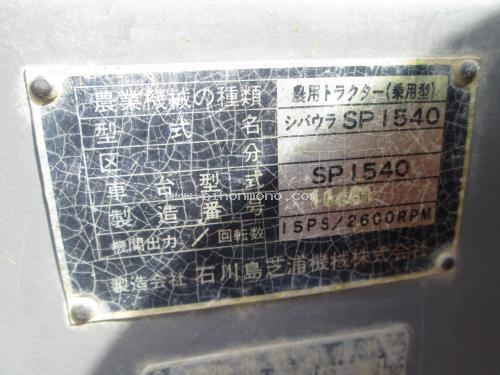 農業機械の種類 農用トラクター(乗用型)
型式名 シバウラ SP1540
区分
車台型式 SP1540
製造番号
機関出力/回転数 15PS/2600RPM
製造会社 石川島芝浦機械株式会社